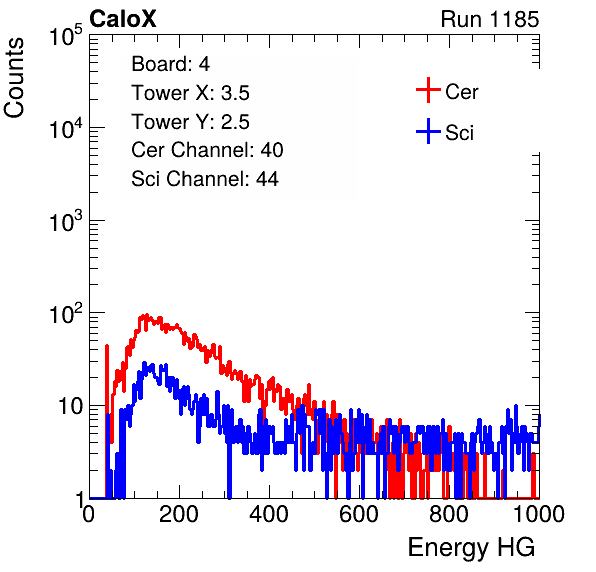 CaloX Run 1185
Counts
Board: 4
Tower X: 3.5
Tower Y: 2.5
Cer Channel: 40
Sci Channel: 44
Cer
Sci
10^5
10^4
10^3
10^2
10
1
0 200 400 600 800 1000
Energy HG